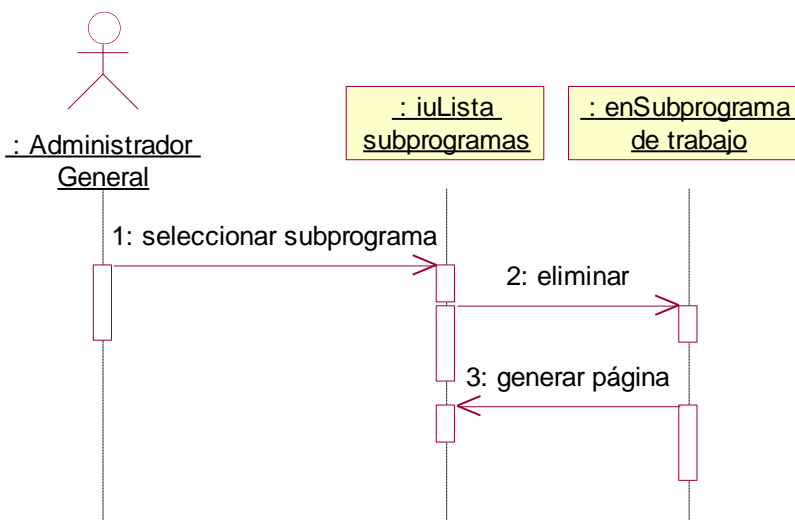 : Administrador
General
: iuLista
subprogramas
: enSubprograma
de trabajo
1: seleccionar subprograma
2: eliminar
3: generar página